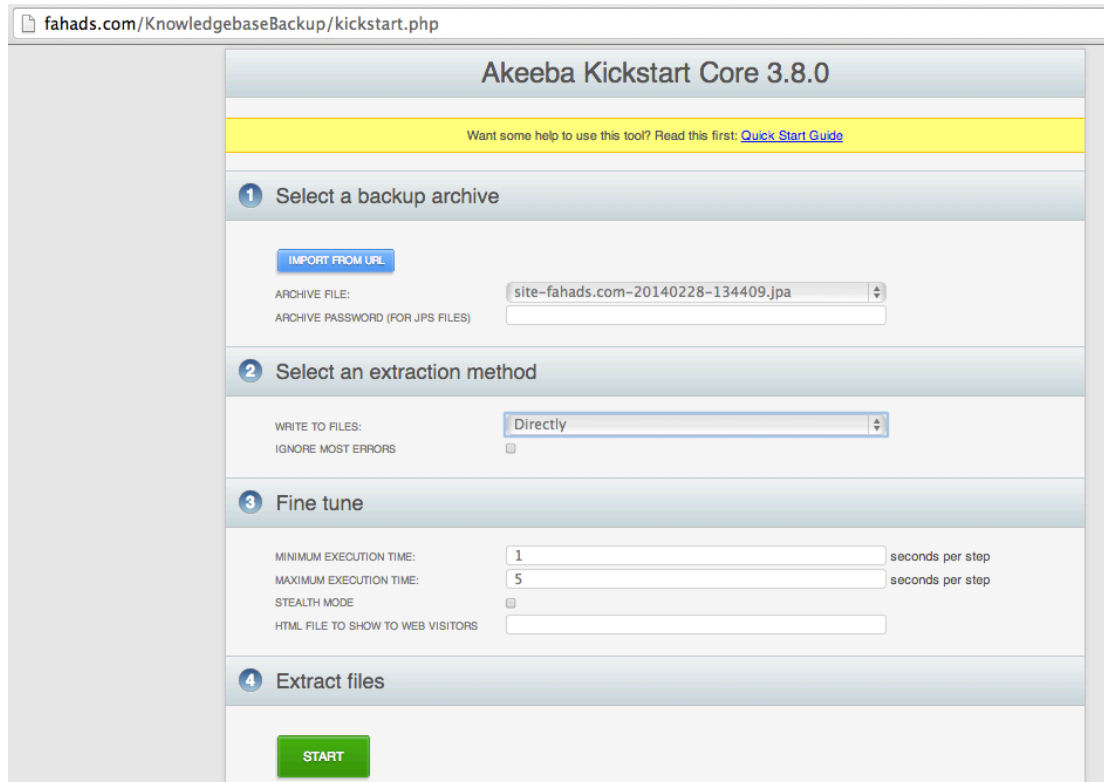 fahads.com/KnowledgebaseBackup/kickstart.php
Akeeba Kickstart Core 3.8.0
Want some help to use this tool? Read this first: Quick Start Guide
1 Select a backup archive
IMPORT FROM URL
ARCHIVE FILE: site-fahads.com-20140228-134409.jpa
ARCHIVE PASSWORD (FOR JPS FILES)
2 Select an extraction method
WRITE TO FILES: Directly
IGNORE MOST ERRORS
3 Fine tune
MINIMUM EXECUTION TIME: 1 seconds per step
MAXIMUM EXECUTION TIME: 5 seconds per step
STEALTH MODE
HTML FILE TO SHOW TO WEB VISITORS
4 Extract files
START